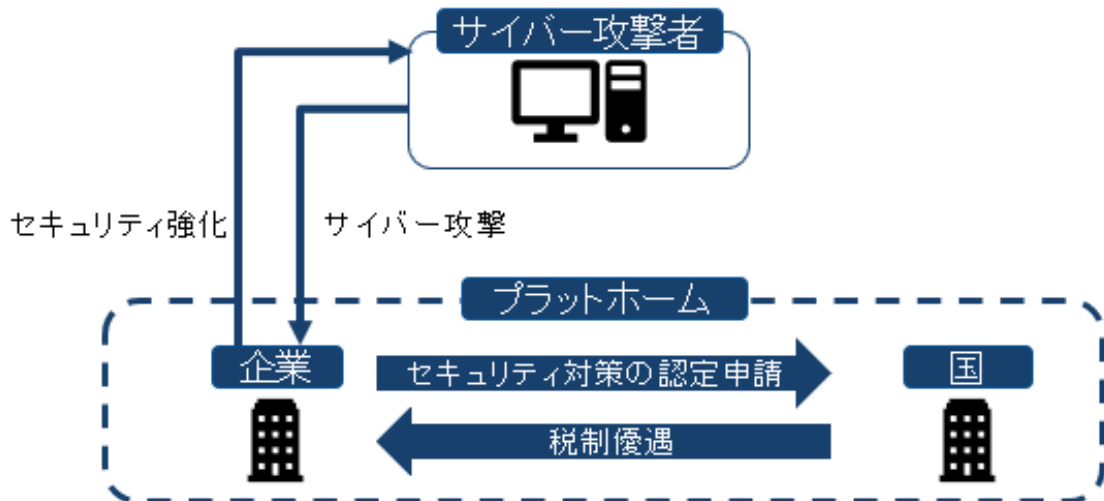 サイバー攻撃者
セキュリティ強化
サイバー攻撃
プラットホーム
企業
セキュリティ対策の認定申請
国
税制優遇